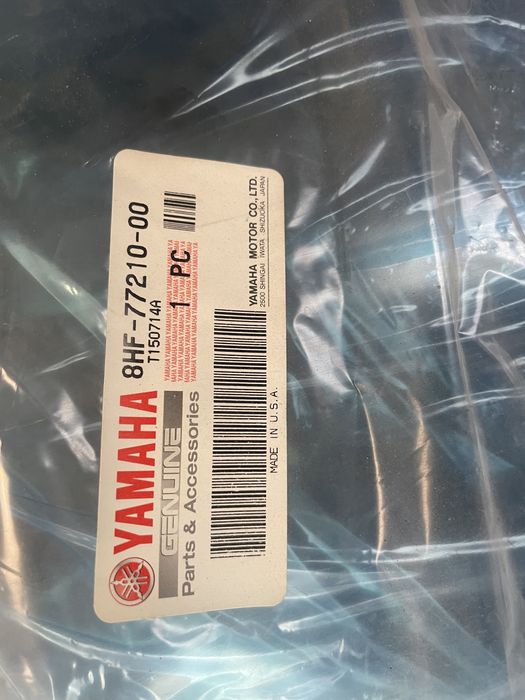 YAMAHA
8HF-77210-00
GENUINE
T150714A
Parts & Accessories
1 PC
MADE IN U.S.A.
YAMAHA MOTOR CO., LTD.
2500 SHINGAI IWATA SHIZUOKA JAPAN